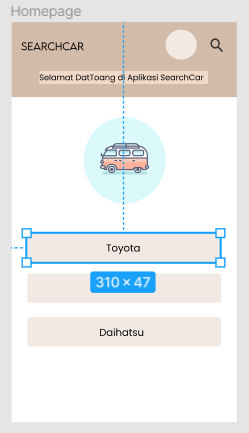 Homepage
SEARCHCAR
Selamat DatToang di Aplikasi SearchCar
Toyota
310 × 47
Daihatsu